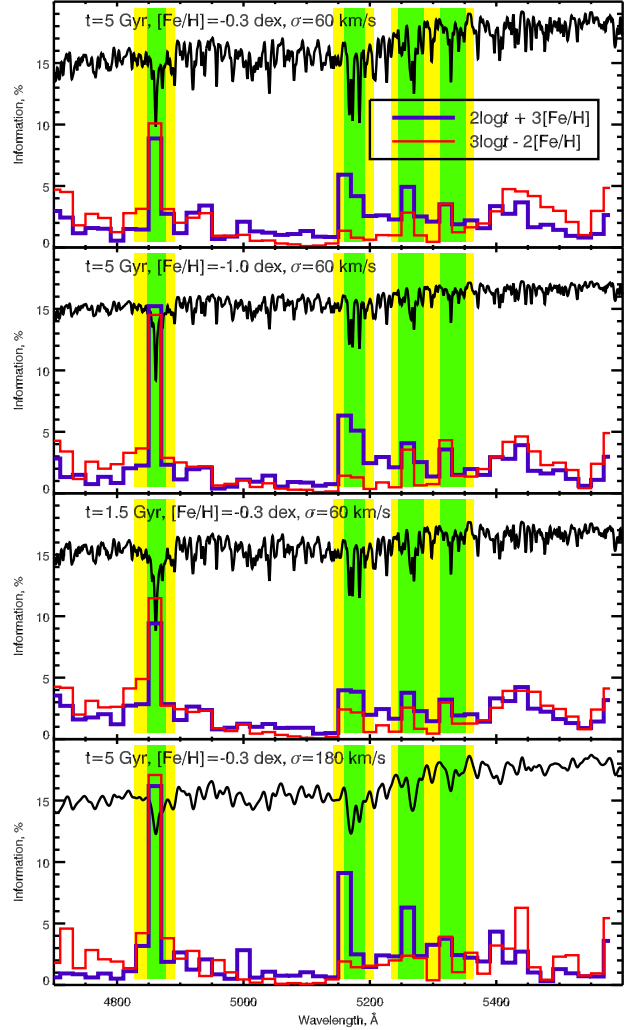 t=5 Gyr, [Fe/H]=-0.3 dex, σ=60 km/s
Information, %
15
10
5
0
2logt + 3[Fe/H]
3logt - 2[Fe/H]
t=5 Gyr, [Fe/H]=-1.0 dex, σ=60 km/s
Information, %
15
10
5
0
t=1.5 Gyr, [Fe/H]=-0.3 dex, σ=60 km/s
Information, %
15
10
5
0
t=5 Gyr, [Fe/H]=-0.3 dex, σ=180 km/s
Information, %
15
10
5
0
4800 5000 5200 5400
Wavelength, Å